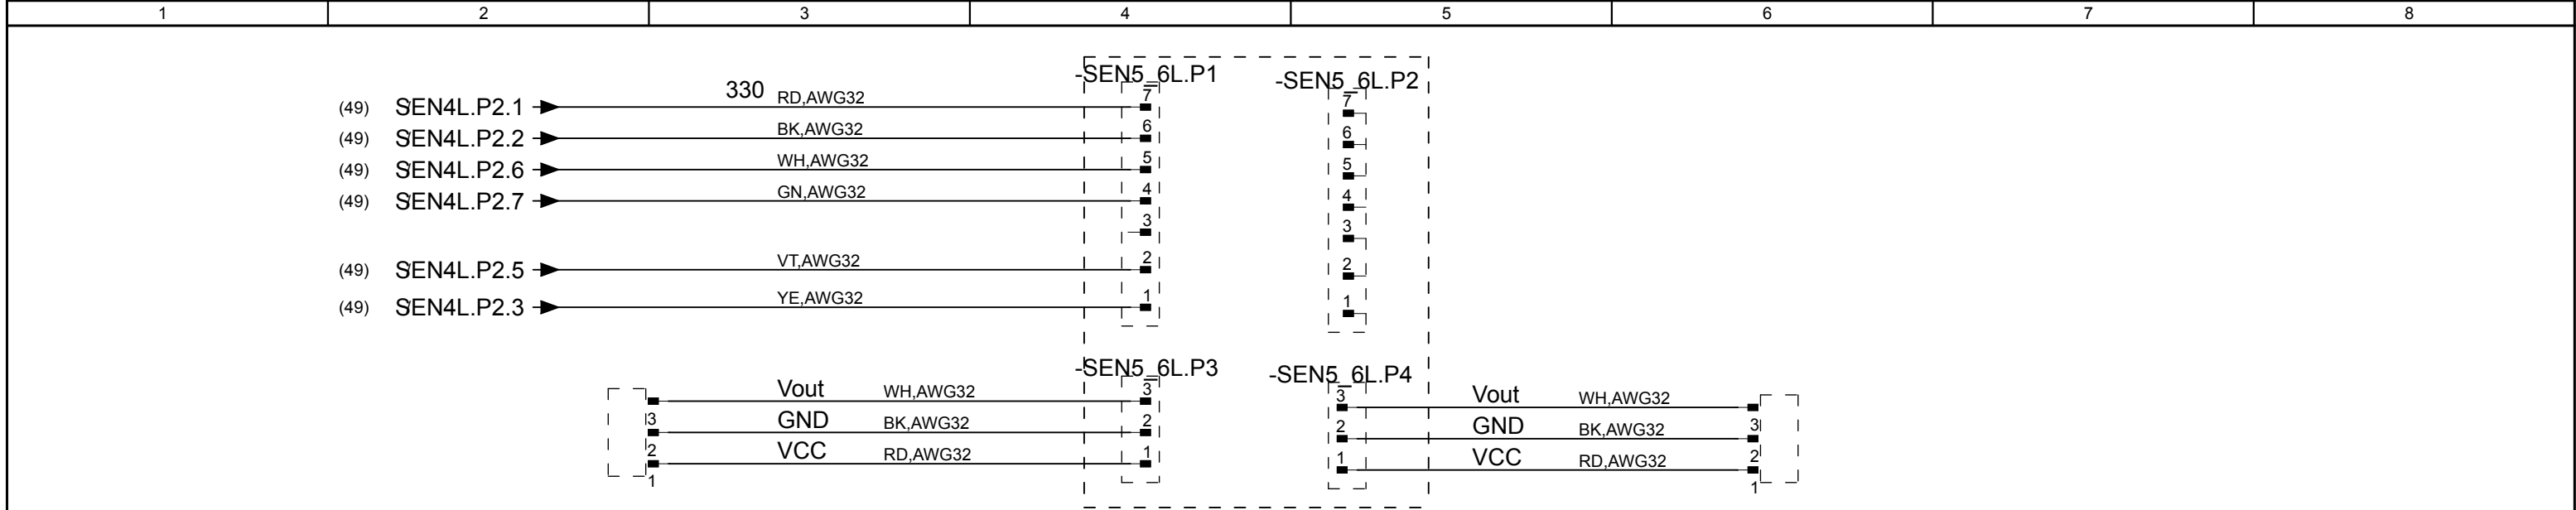 1 2 3 4 5 6 7 8
-SEN5_6L.P1 -SEN5_6L.P2
(49) SEN4L.P2.1 330 RD,AWG32 7 7
(49) SEN4L.P2.2 BK,AWG32 6 6
(49) SEN4L.P2.6 WH,AWG32 5 5
(49) SEN4L.P2.7 GN,AWG32 4 4
3 3
(49) SEN4L.P2.5 VT,AWG32 2 2
(49) SEN4L.P2.3 YE,AWG32 1 1
-SEN5_6L.P3 -SEN5_6L.P4
Vout WH,AWG32 3 3 Vout WH,AWG32
3 GND BK,AWG32 2 2 GND BK,AWG32 3
2 VCC RD,AWG32 1 1 VCC RD,AWG32 2
1 1